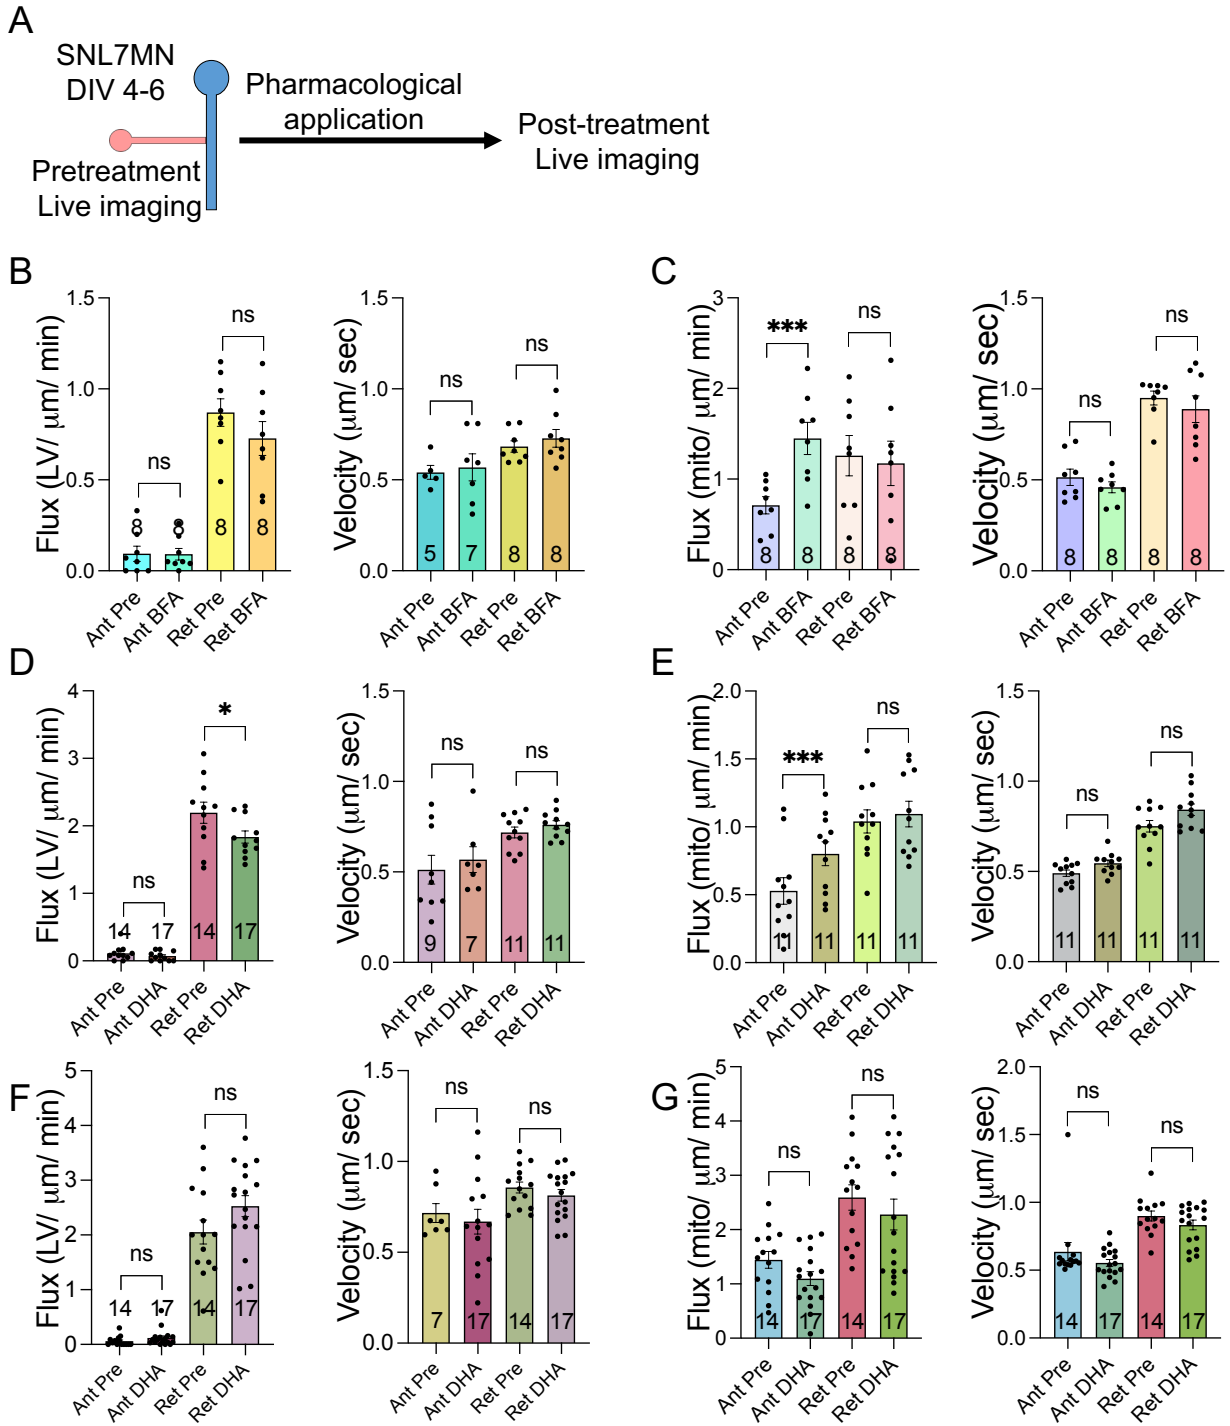 A
SNL7MN
DIV 4-6
Pharmacological
application
Post-treatment
Live imaging
Pretreatment
Live imaging
B
Flux (LV/ μm/ min)
1.5
1.0
0.5
0.0
ns
ns
8
8
8
8
Ant Pre
Ant BFA
Ret Pre
Ret BFA
Velocity (μm/ sec)
1.5
1.0
0.5
0.0
ns
ns
5
7
8
8
Ant Pre
Ant BFA
Ret Pre
Ret BFA
C
Flux (mito/ μm/ min)
3
2
1
0
***
ns
8
8
8
8
Ant Pre
Ant BFA
Ret Pre
Ret BFA
Velocity (μm/ sec)
1.5
1.0
0.5
0.0
ns
ns
8
8
8
8
Ant Pre
Ant BFA
Ret Pre
Ret BFA
D
Flux (LV/ μm/ min)
4
3
2
1
0
ns
*
14
17
14
17
Ant Pre
Ant DHA
Ret Pre
Ret DHA
Velocity (μm/ sec)
1.5
1.0
0.5
0.0
ns
ns
9
7
11
11
Ant Pre
Ant DHA
Ret Pre
Ret DHA
E
Flux (mito/ μm/ min)
2.0
1.5
1.0
0.5
0.0
***
ns
11
11
11
11
Ant Pre
Ant DHA
Ret Pre
Ret DHA
Velocity (μm/ sec)
1.5
1.0
0.5
0.0
ns
ns
11
11
11
11
Ant Pre
Ant DHA
Ret Pre
Ret DHA
F
Flux (LV/ μm/ min)
5
4
3
2
1
0
ns
ns
14
17
14
17
Ant Pre
Ant DHA
Ret Pre
Ret DHA
Velocity (μm/ sec)
1.5
1.0
0.5
0.0
ns
ns
7
17
14
17
Ant Pre
Ant DHA
Ret Pre
Ret DHA
G
Flux (mito/ μm/ min)
5
4
3
2
1
0
ns
ns
14
17
14
17
Ant Pre
Ant DHA
Ret Pre
Ret DHA
Velocity (μm/ sec)
2.0
1.5
1.0
0.5
0.0
ns
ns
14
17
14
17
Ant Pre
Ant DHA
Ret Pre
Ret DHA